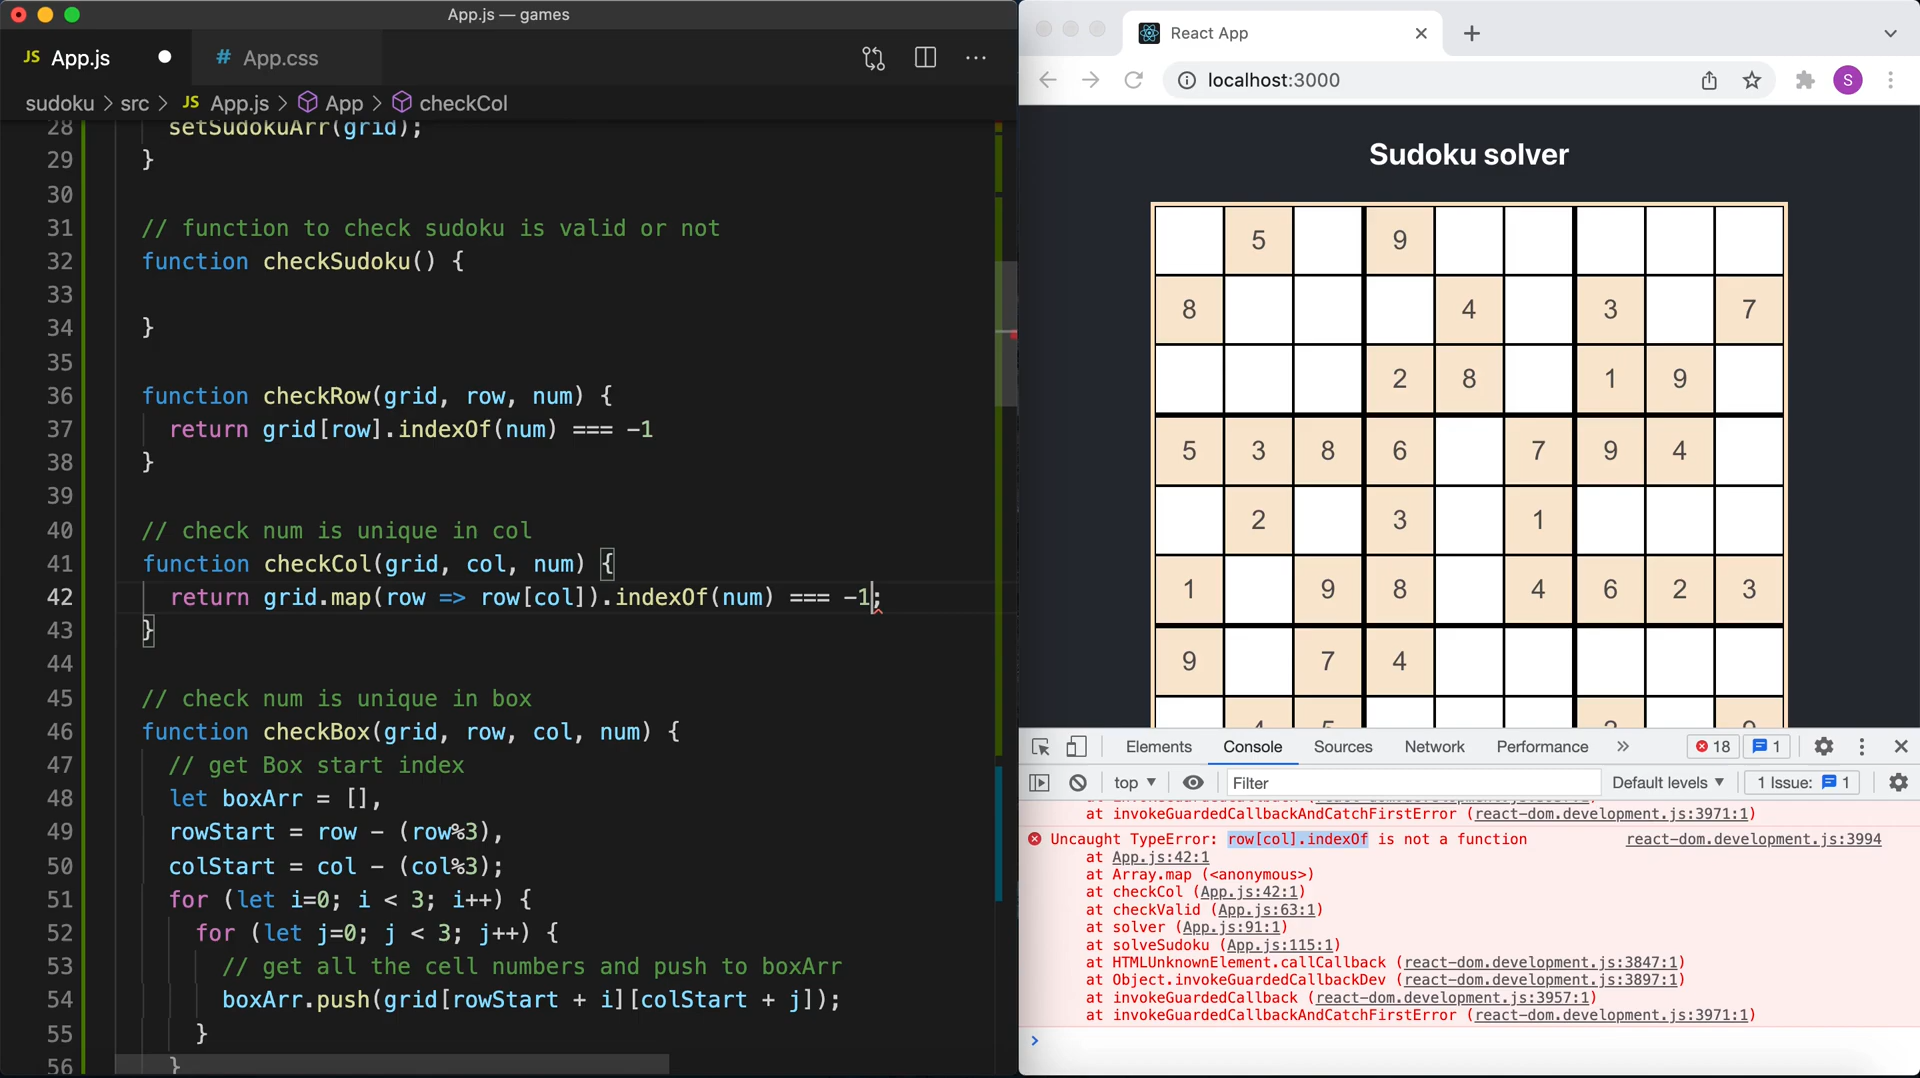 App.js — games
JS App.js
# App.css
sudoku > src > JS App.js > App > checkCol
28 setSudokuArr(grid);
29 }
30
31 // function to check sudoku is valid or not
32 function checkSudoku() {
33
34 }
35
36 function checkRow(grid, row, num) {
37 return grid[row].indexOf(num) === -1
38 }
39
40 // check num is unique in col
41 function checkCol(grid, col, num) {
42 return grid.map(row => row[col]).indexOf(num) === -1;
43 }
44
45 // check num is unique in box
46 function checkBox(grid, row, col, num) {
47 // get Box start index
48 let boxArr = [],
49 rowStart = row - (row%3),
50 colStart = col - (col%3);
51 for (let i=0; i < 3; i++) {
52 for (let j=0; j < 3; j++) {
53 // get all the cell numbers and push to boxArr
54 boxArr.push(grid[rowStart + i][colStart + j]);
55 }
56 }
React App
localhost:3000
S
Sudoku solver
5 9
8 4 3 7
2 8 1 9
5 3 8 6 7 9 4
2 3 1
1 9 8 4 6 2 3
9 7 4
Elements Console Sources Network Performance » 18 1
top Filter Default levels 1 Issue: 1
at invokeGuardedCallbackAndCatchFirstError (react-dom.development.js:3971:1)
Uncaught TypeError: row[col].indexOf is not a function react-dom.development.js:3994
at App.js:42:1
at Array.map (<anonymous>)
at checkCol (App.js:42:1)
at checkValid (App.js:63:1)
at solver (App.js:91:1)
at solveSudoku (App.js:115:1)
at HTMLUnknownElement.callCallback (react-dom.development.js:3847:1)
at Object.invokeGuardedCallbackDev (react-dom.development.js:3897:1)
at invokeGuardedCallback (react-dom.development.js:3957:1)
at invokeGuardedCallbackAndCatchFirstError (react-dom.development.js:3971:1)
>